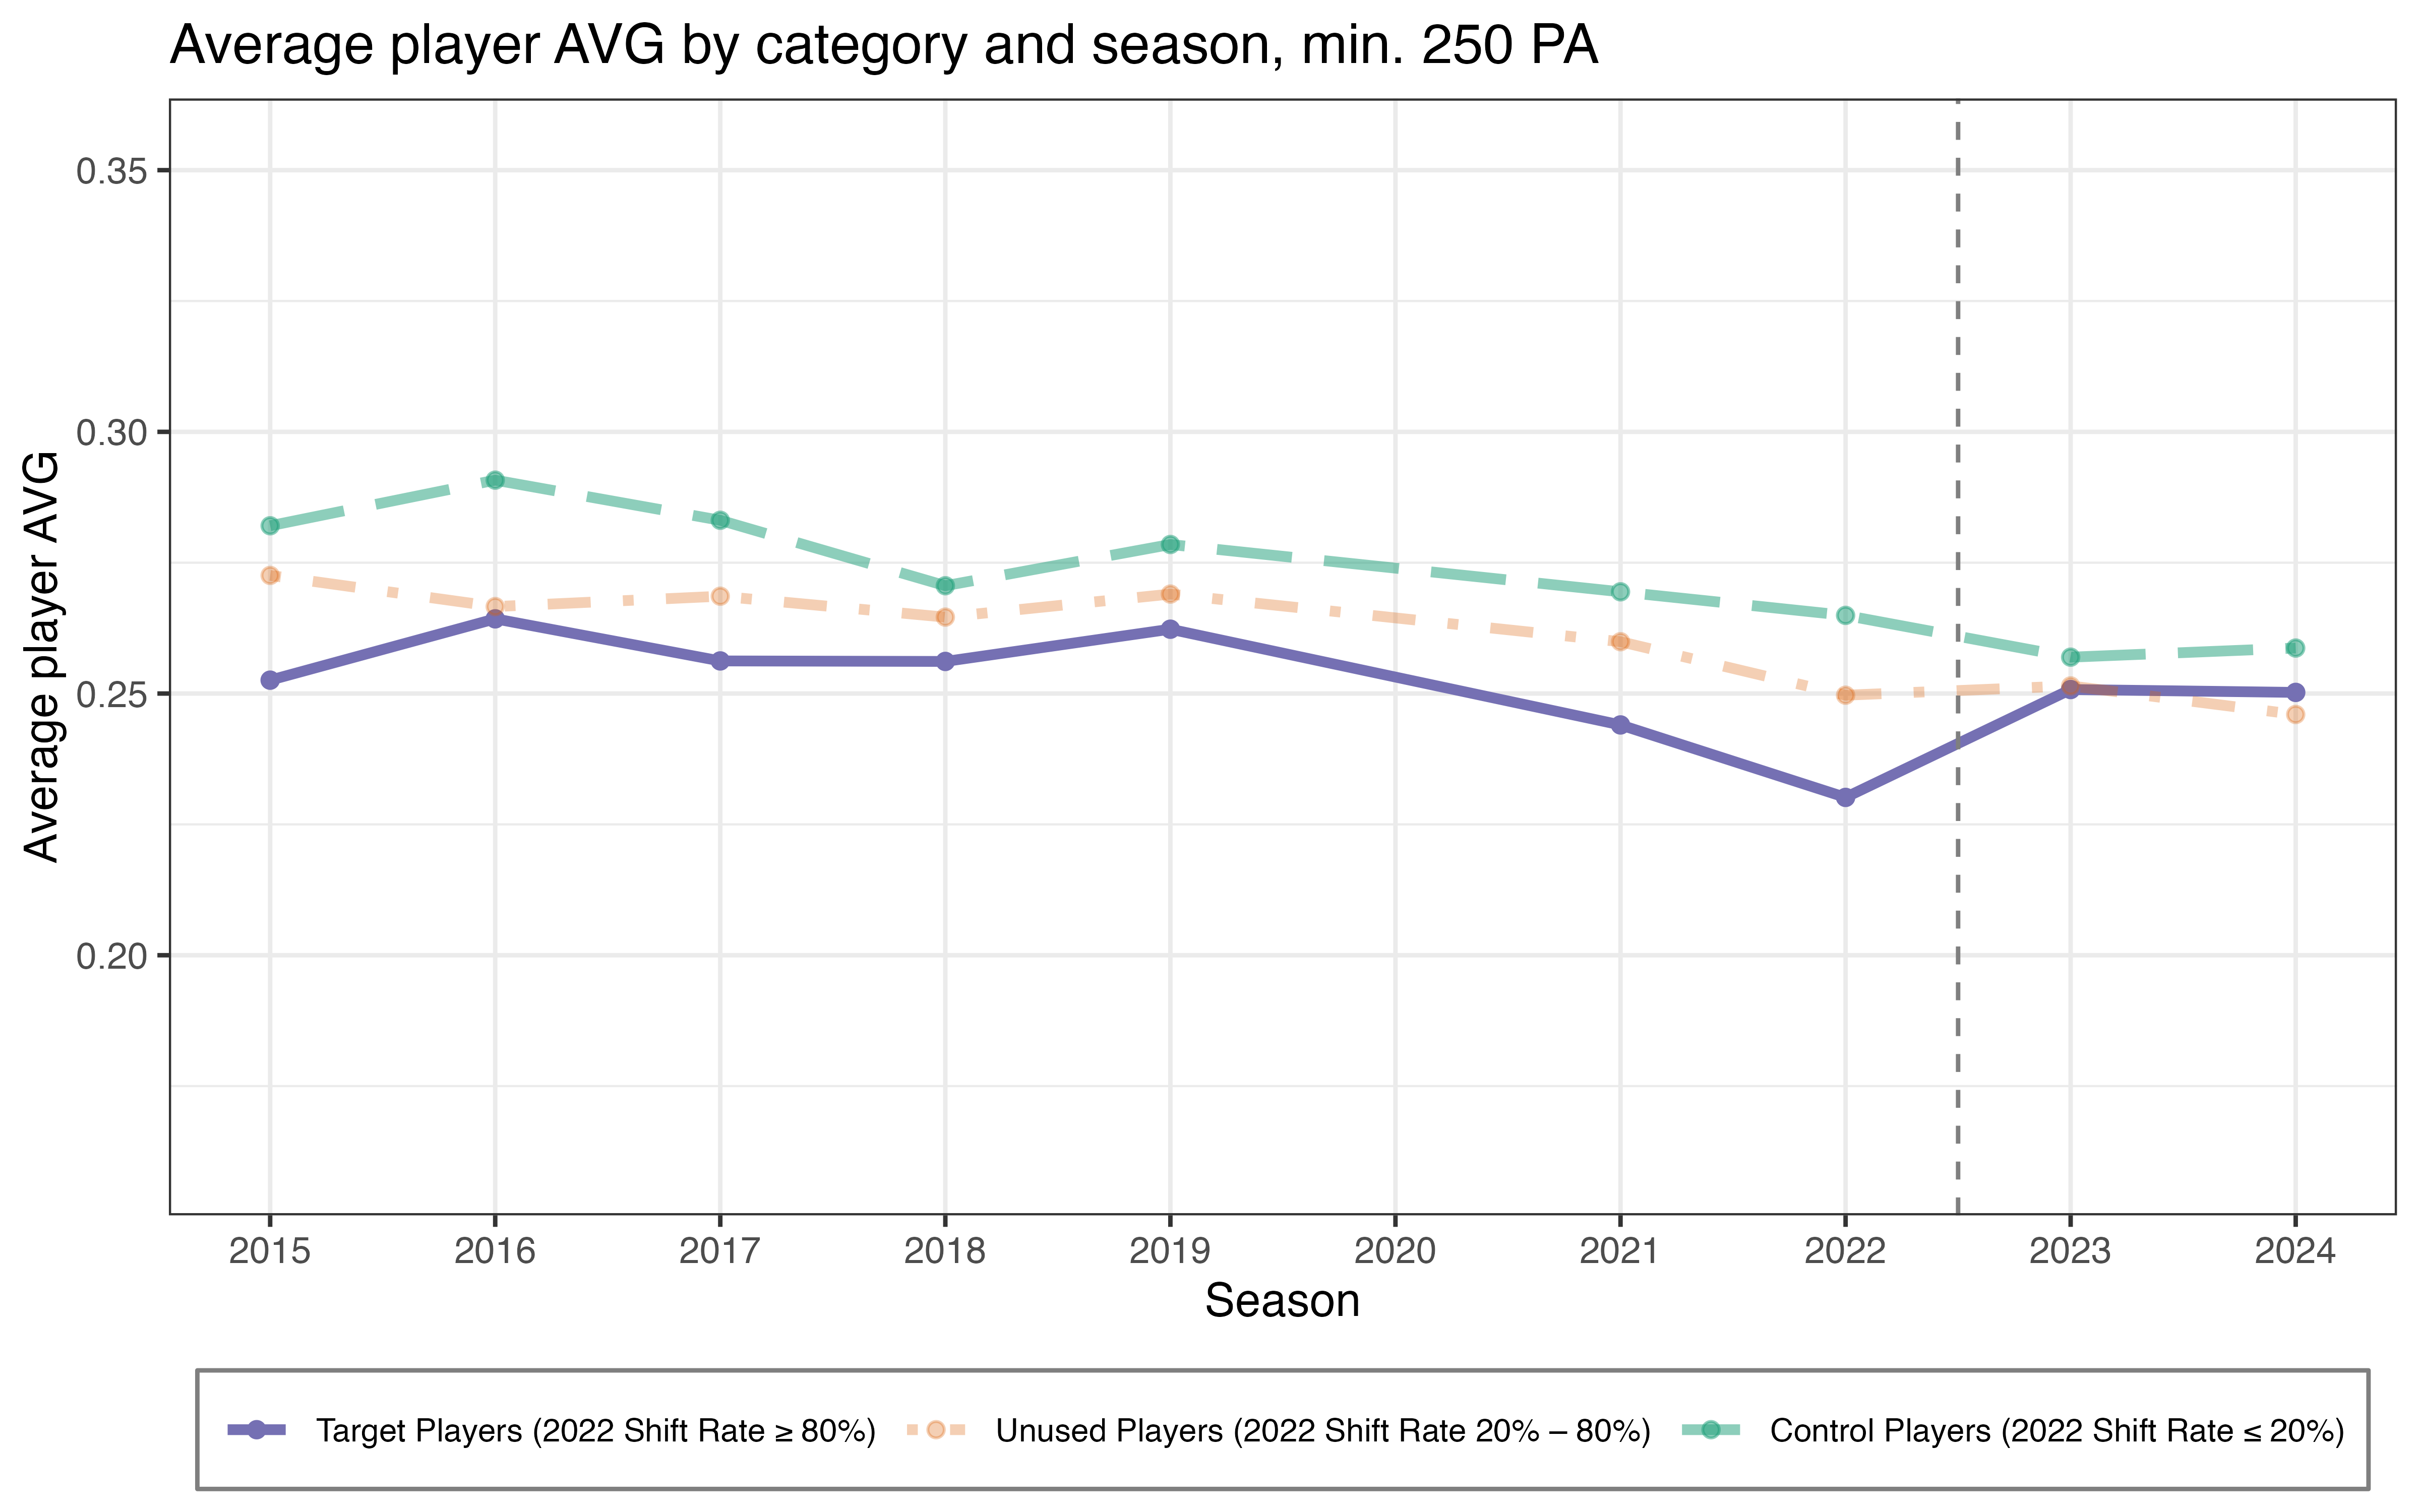 Average player AVG by category and season, min. 250 PA
Average player AVG
0.35
0.30
0.25
0.20
2015 2016 2017 2018 2019 2020 2021 2022 2023 2024
Season
Target Players (2022 Shift Rate ≥ 80%) Unused Players (2022 Shift Rate 20% – 80%) Control Players (2022 Shift Rate ≤ 20%)